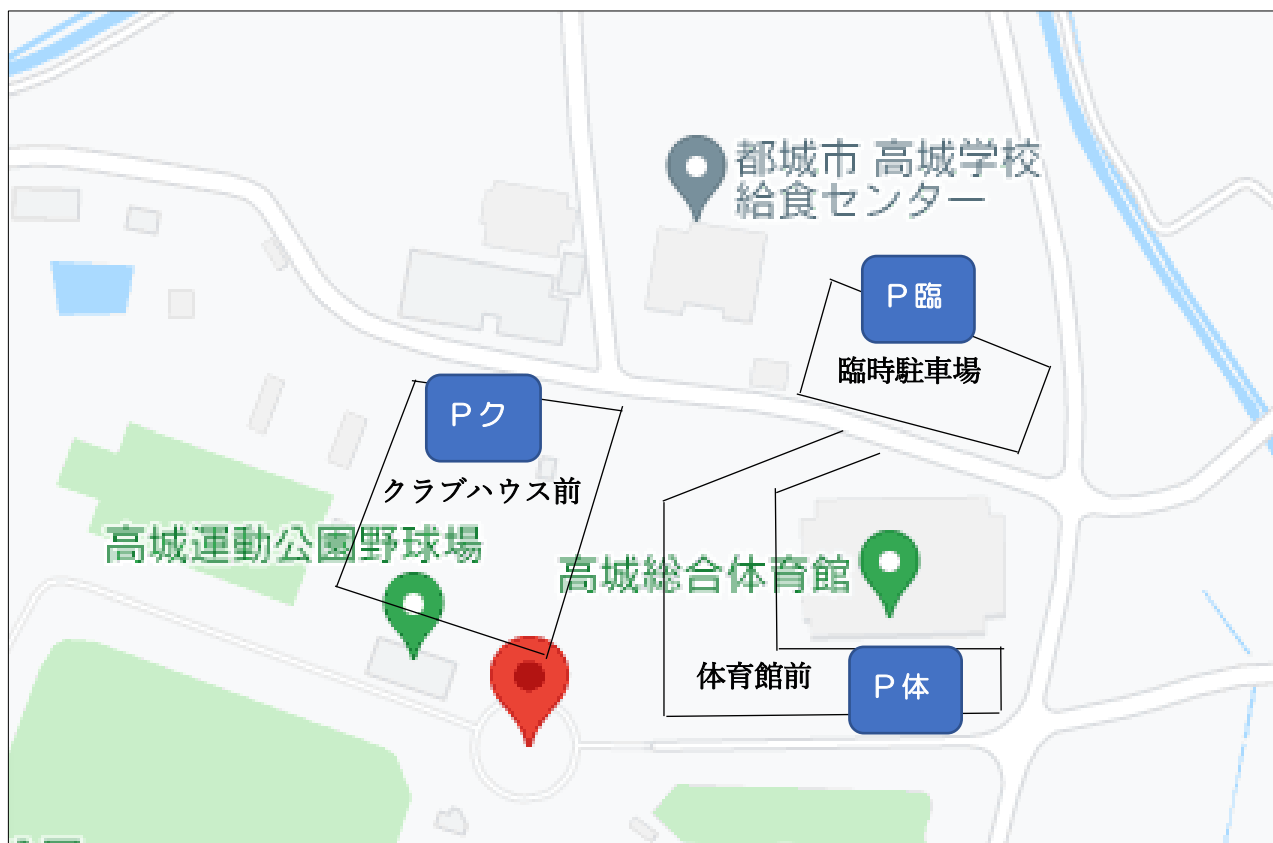 都城市 高城学校
給食センター
P臨
臨時駐車場
Pク
クラブハウス前
高城運動公園野球場
高城総合体育館
体育館前
P体